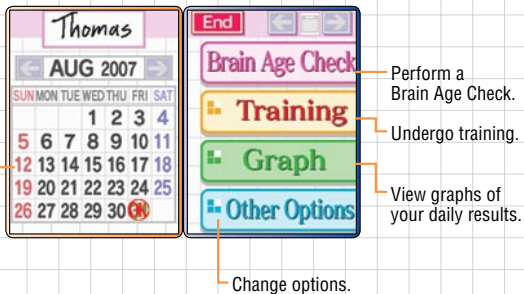 Thomas
AUG 2007
SUN MON TUE WED THU FRI SAT
1 2 3 4
5 6 7 8 9 10 11
12 13 14 15 16 17 18
19 20 21 22 23 24 25
26 27 28 29 30
End
Brain Age Check
Training
Graph
Other Options
Perform a
Brain Age Check.
Undergo training.
View graphs of
your daily results.
Change options.